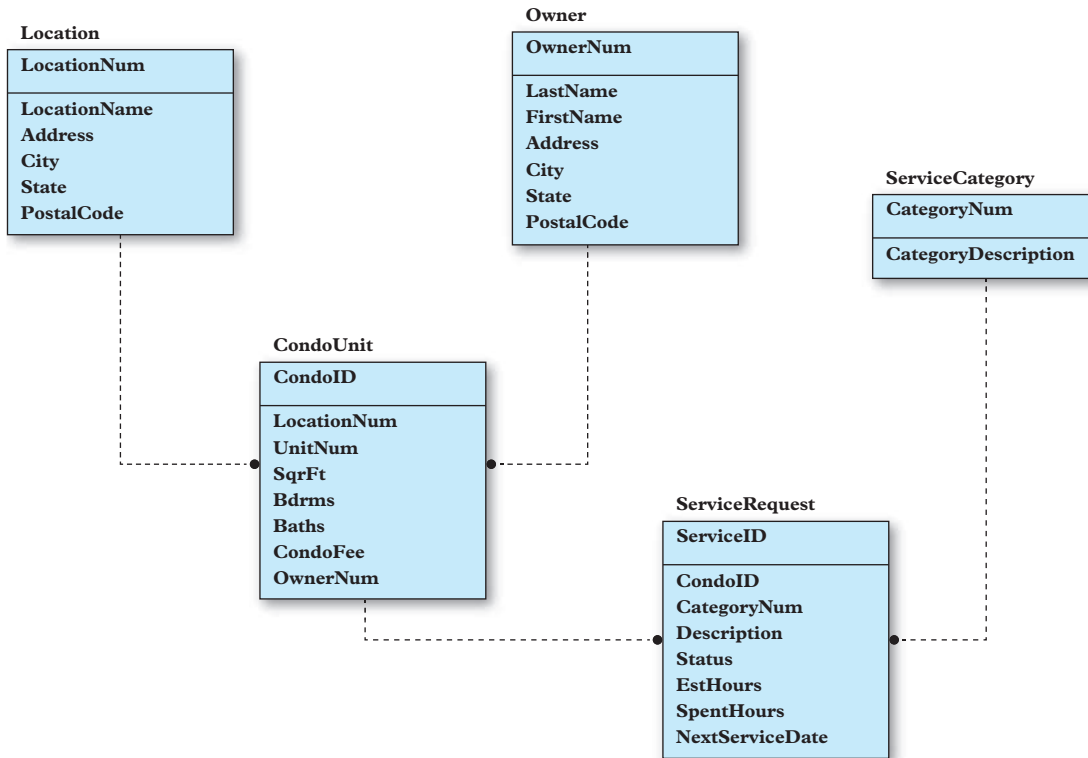 Location
LocationNum
LocationName
Address
City
State
PostalCode
Owner
OwnerNum
LastName
FirstName
Address
City
State
PostalCode
ServiceCategory
CategoryNum
CategoryDescription
CondoUnit
CondoID
LocationNum
UnitNum
SqrFt
Bdrms
Baths
CondoFee
OwnerNum
ServiceRequest
ServiceID
CondoID
CategoryNum
Description
Status
EstHours
SpentHours
NextServiceDate